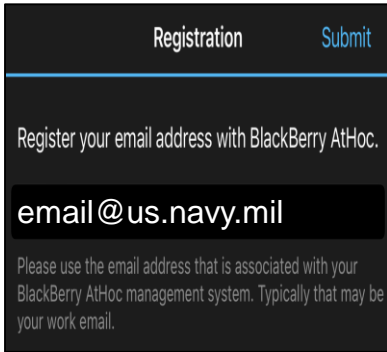 Registration Submit
Register your email address with BlackBerry AtHoc.
email@us.navy.mil
Please use the email address that is associated with your
BlackBerry AtHoc management system. Typically that may be
your work email.